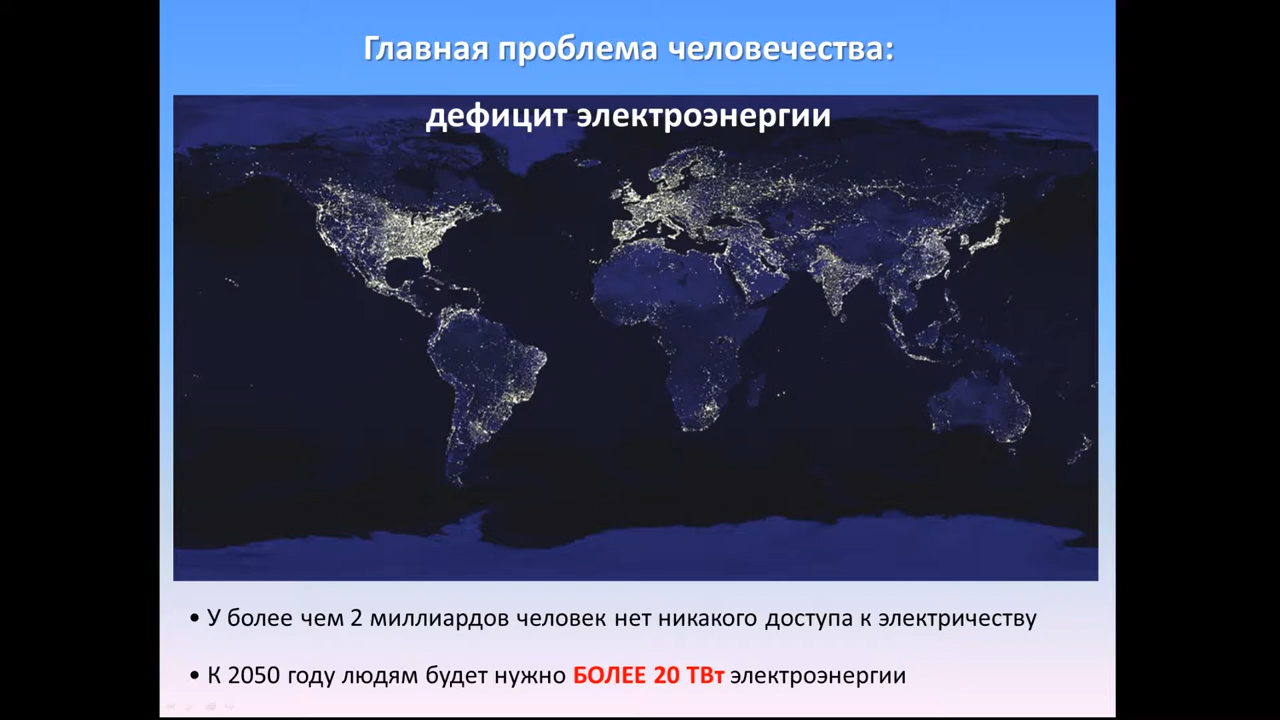 Главная проблема человечества:
дефицит электроэнергии
• У более чем 2 миллиардов человек нет никакого доступа к электричеству
• К 2050 году людям будет нужно БОЛЕЕ 20 ТВт электроэнергии